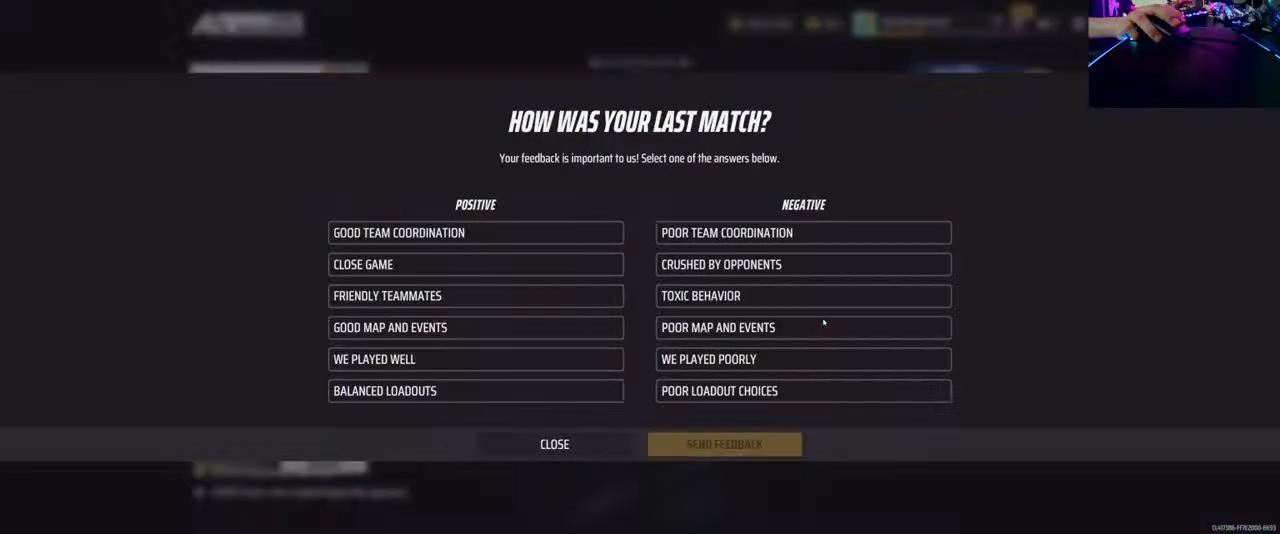 HOW WAS YOUR LAST MATCH?
Your feedback is important to us! Select one of the answers below.
POSITIVE
NEGATIVE
GOOD TEAM COORDINATION
POOR TEAM COORDINATION
CLOSE GAME
CRUSHED BY OPPONENTS
FRIENDLY TEAMMATES
TOXIC BEHAVIOR
GOOD MAP AND EVENTS
POOR MAP AND EVENTS
WE PLAYED WELL
WE PLAYED POORLY
BALANCED LOADOUTS
POOR LOADOUT CHOICES
CLOSE
SEND FEEDBACK